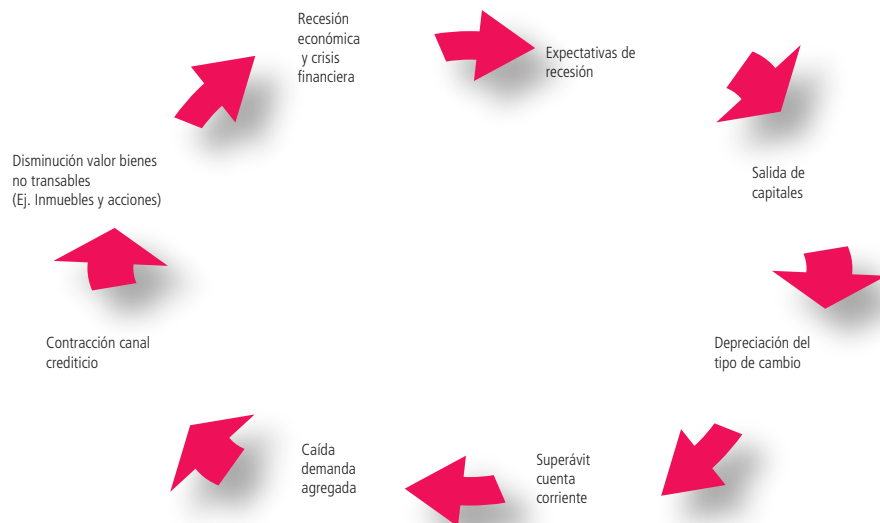 Recesión
económica
y crisis
financiera
Expectativas de
recesión
Salida de
capitales
Depreciación del
tipo de cambio
Superávit
cuenta
corriente
Caída
demanda
agregada
Contracción canal
crediticio
Disminución valor bienes
no transables
(Ej. Inmuebles y acciones)